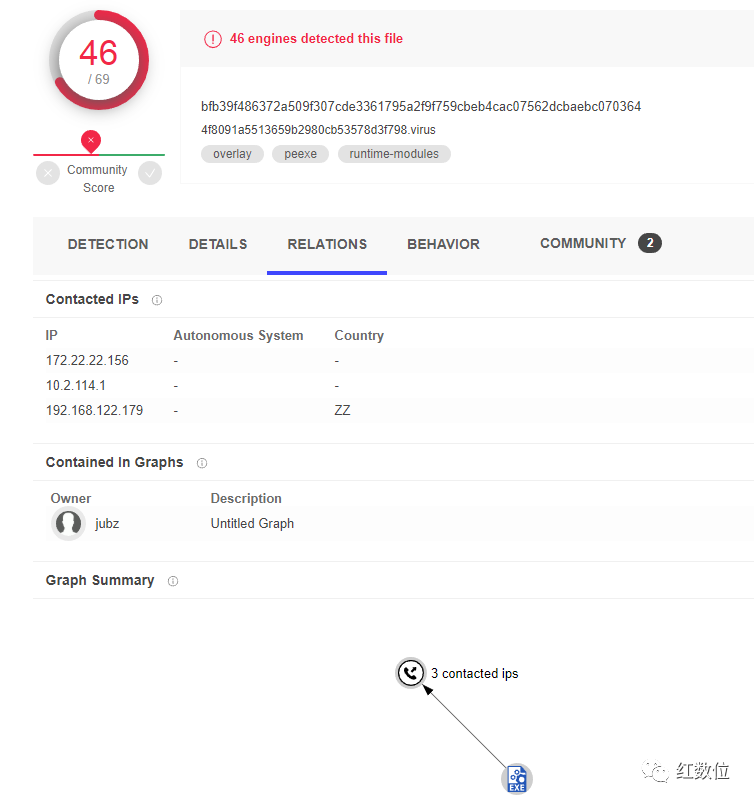 46
/ 69
46 engines detected this file
bfb39f486372a509f307cde3361795a2f9f759cbeb4cac07562dcbaebc070364
4f8091a5513659b2980cb53578d3f798.virus
overlay peexe runtime-modules
Community
Score
DETECTION DETAILS RELATIONS BEHAVIOR COMMUNITY 2
Contacted IPs
IP Autonomous System Country
172.22.22.156 - -
10.2.114.1 - -
192.168.122.179 - ZZ
Contained In Graphs
Owner Description
jubz Untitled Graph
Graph Summary
3 contacted ips
EXE
红数位